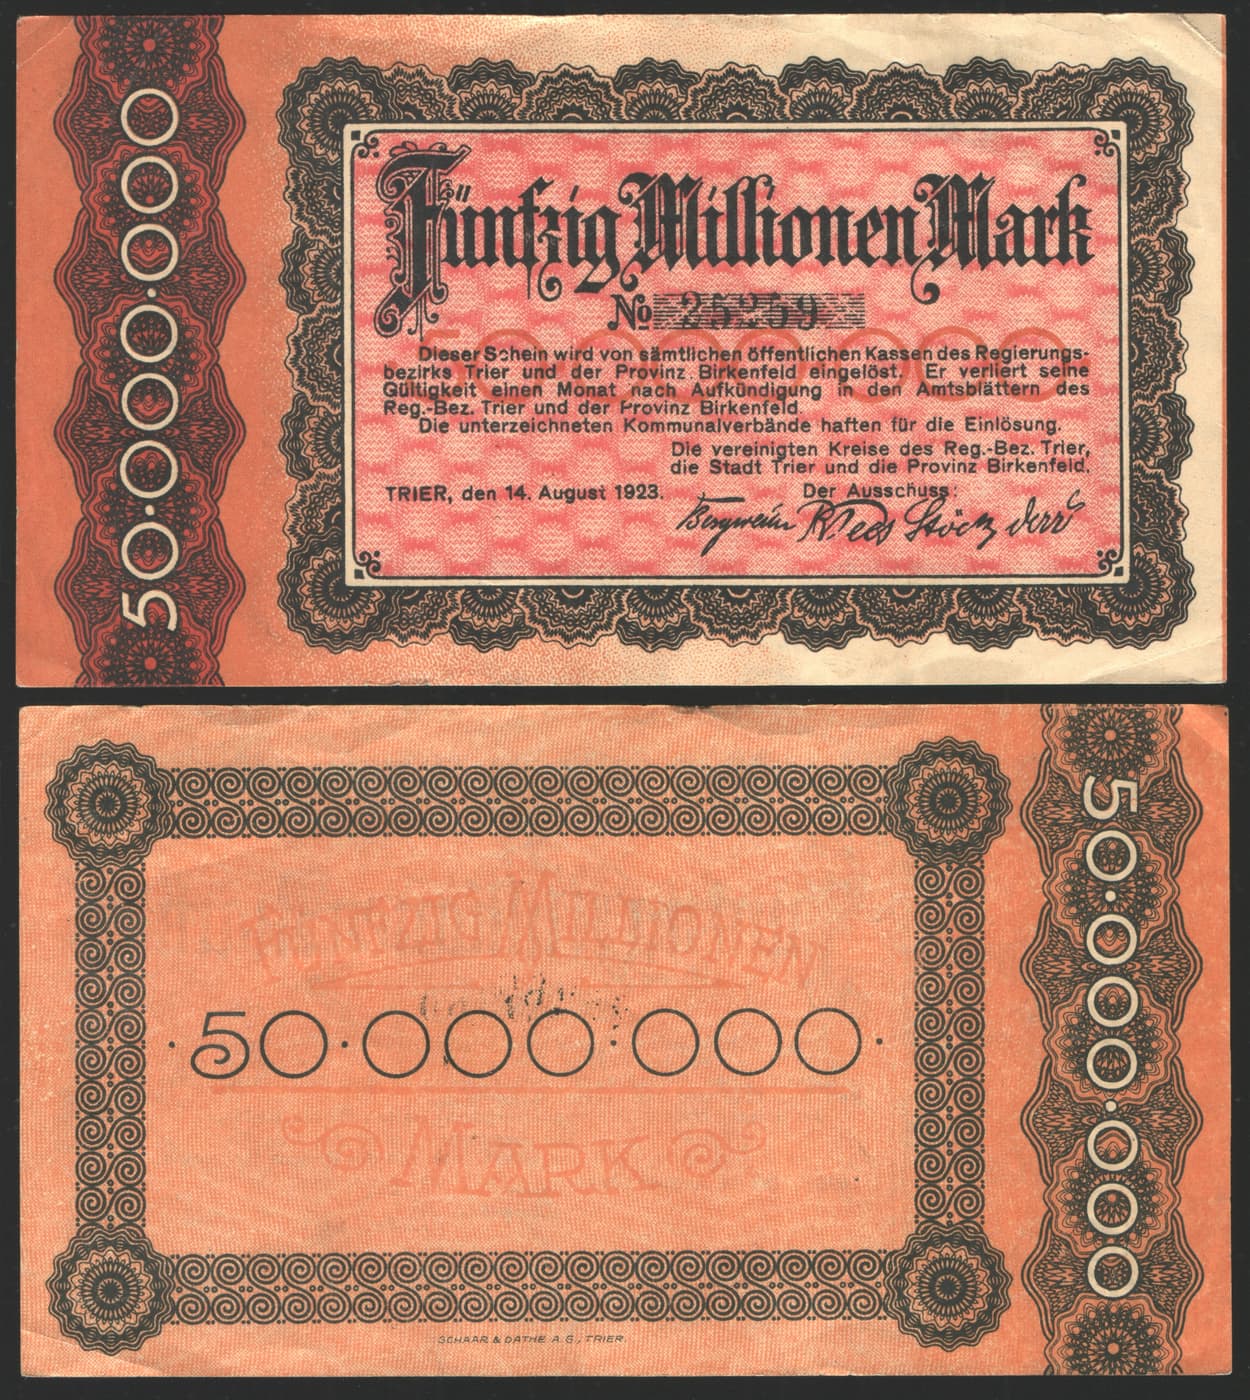 50·000·000
Fünfzig Millionen Mark
No 25259
50000000
Dieser Schein wird von sämtlichen öffentlichen Kassen des Regierungs-
bezirks Trier und der Provinz Birkenfeld eingelöst. Er verliert seine
Gültigkeit einen Monat nach Aufkündigung in den Amtsblättern des
Reg.-Bez. Trier und der Provinz Birkenfeld.
Die unterzeichneten Kommunalverbände haften für die Einlösung.
Die vereinigten Kreise des Reg.-Bez. Trier,
die Stadt Trier und die Provinz Birkenfeld.
TRIER, den 14. August 1923.
Der Ausschuss:
FÜNFZIG MILLIONEN
·50·000·000·
MARK
SCHAAR & DATHE A.G., TRIER.
50·000·000